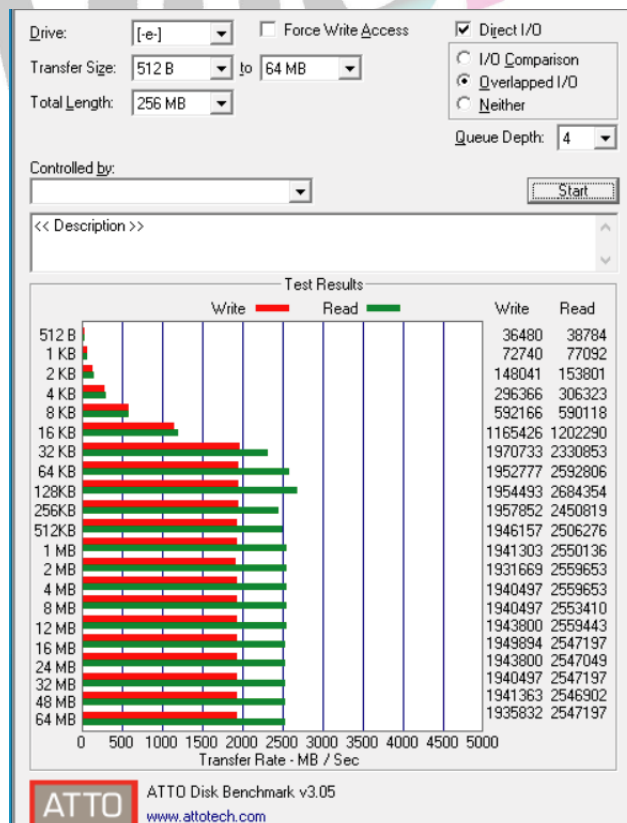 Drive: [-e-] Force Write Access Direct I/O
Transfer Size: 512 B to 64 MB I/O Comparison
Overlapped I/O
Total Length: 256 MB Neither
Queue Depth: 4
Controlled by:
Start
<< Description >>
Test Results
Write Read Write Read
512 B 36480 38784
1 KB 72740 77092
2 KB 148041 153801
4 KB 296366 306323
8 KB 592166 590118
16 KB 1165426 1202290
32 KB 1970733 2330853
64 KB 1952777 2592806
128KB 1954493 2684354
256KB 1957852 2450819
512KB 1946157 2506276
1 MB 1941303 2550136
2 MB 1931669 2559653
4 MB 1940497 2559653
8 MB 1940497 2553410
12 MB 1943800 2559443
16 MB 1949894 2547197
24 MB 1943800 2547049
32 MB 1940497 2547197
48 MB 1941363 2546902
64 MB 1935832 2547197
0 500 1000 1500 2000 2500 3000 3500 4000 4500 5000
Transfer Rate - MB / Sec
ATTO
ATTO Disk Benchmark v3.05
www.attotech.com